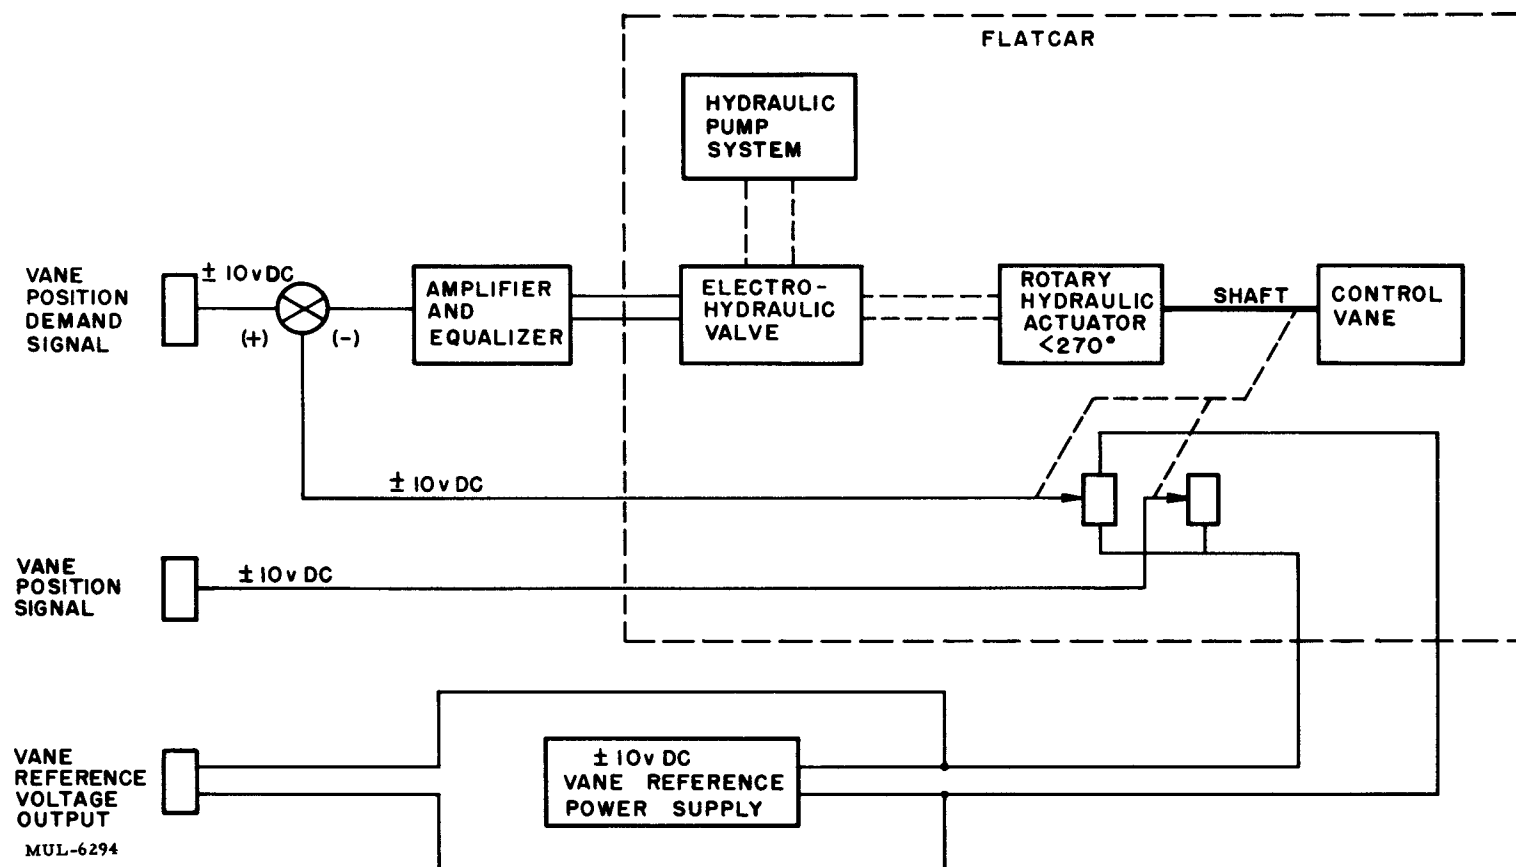 FLATCAR
HYDRAULIC
PUMP
SYSTEM
VANE
POSITION
DEMAND
SIGNAL
± 10 v DC
(+)
(-)
AMPLIFIER
AND
EQUALIZER
ELECTRO-
HYDRAULIC
VALVE
ROTARY
HYDRAULIC
ACTUATOR
<270°
SHAFT
CONTROL
VANE
± 10 v DC
VANE
POSITION
SIGNAL
± 10 v DC
VANE
REFERENCE
VOLTAGE
OUTPUT
± 10 v DC
VANE REFERENCE
POWER SUPPLY
MUL-6294